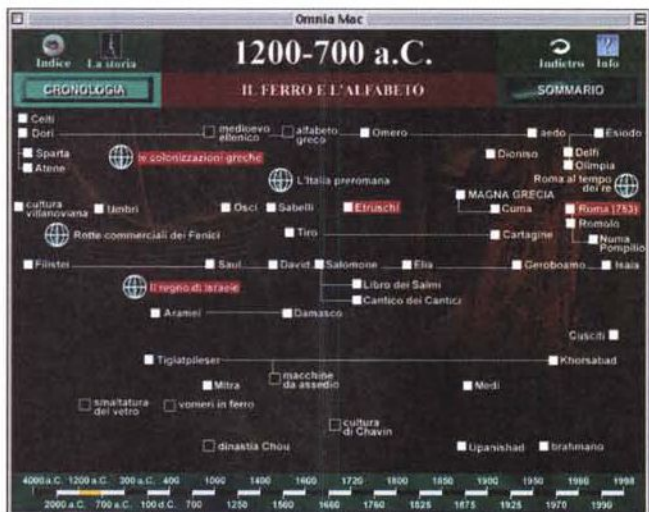 Omnia Mac
Indice
La storia
1200-700 a.C.
Indietro
Info
CRONOLOGIA
IL FERRO E L'ALFABETO
SOMMARIO
Celti
Dori
medioevo
ellenico
alfabeto
greco
Omero
aedo
Esiodo
Sparta
Atene
le colonizzazioni greche
Dioniso
Delfi
Olimpia
L'Italia preromana
Roma al tempo
dei re
MAGNA GRECIA
cultura
villanoviana
Umbri
Osci
Sabelli
Etruschi
Cuma
Roma (753)
Romolo
Rotte commerciali dei Fenici
Tiro
Cartagine
Numa
Pompilio
Filistei
Saul
David
Salomone
Elia
Geroboamo
Isaia
Il regno di Israele
Libro dei Salmi
Cantico dei Cantici
Aramei
Damasco
Cusciti
Tiglatpileser
Khorsabad
macchine
da assedio
Mitra
Medi
smaltatura
del vetro
vomeri in ferro
cultura
di Chavin
dinastia Chou
Upanishad
brahmano
4000 a.C. 1200 a.C. 300 a.C. 400 1000 1400 1600 1720 1800 1850 1900 1950 1980 1998
2000 a.C. 700 a.C. 100 d.C. 700 1250 1500 1660 1760 1825 1875 1925 1970 1990